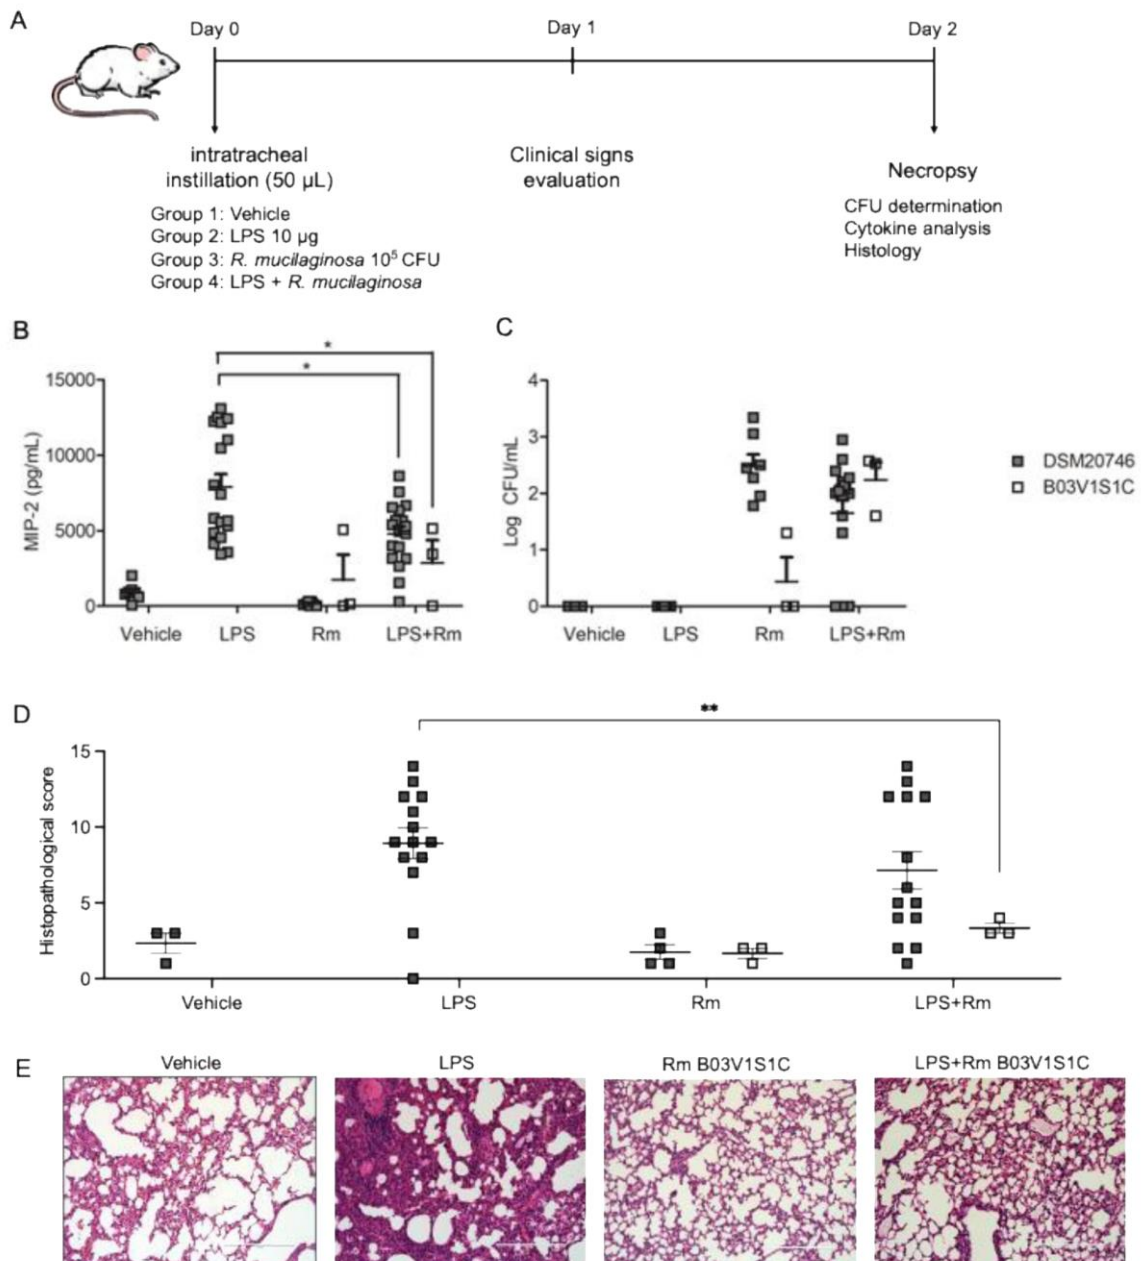 A
Day 0
Day 1
Day 2
intratracheal
instillation (50 µL)
Clinical signs
evaluation
Necropsy
Group 1: Vehicle
Group 2: LPS 10 µg
Group 3: R. mucilaginosa 10⁵ CFU
Group 4: LPS + R. mucilaginosa
CFU determination
Cytokine analysis
Histology
B
*
*
15000
10000
5000
0
MIP-2 (pg/mL)
Vehicle
LPS
Rm
LPS+Rm
C
4
3
2
1
0
Log CFU/mL
Vehicle
LPS
Rm
LPS+Rm
DSM20746
B03V1S1C
D
**
15
10
5
0
Histopathological score
Vehicle
LPS
Rm
LPS+Rm
E
Vehicle
LPS
Rm B03V1S1C
LPS+Rm B03V1S1C